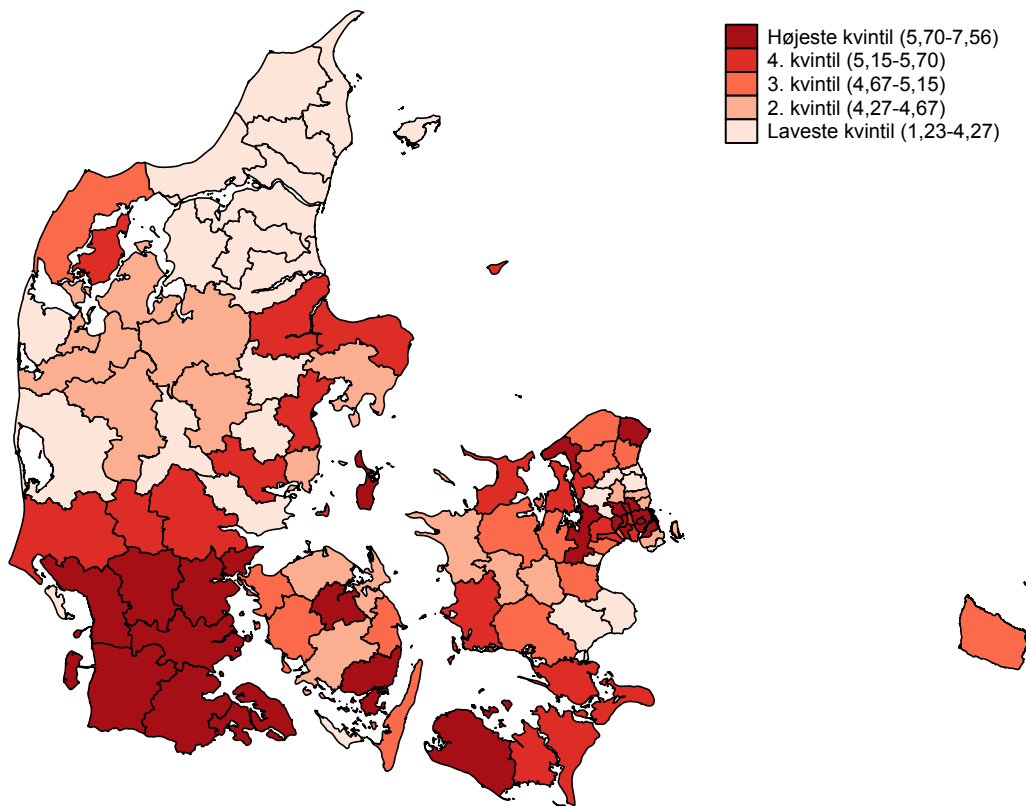 Højeste kvintil (5,70-7,56)
4. kvintil (5,15-5,70)
3. kvintil (4,67-5,15)
2. kvintil (4,27-4,67)
Laveste kvintil (1,23-4,27)